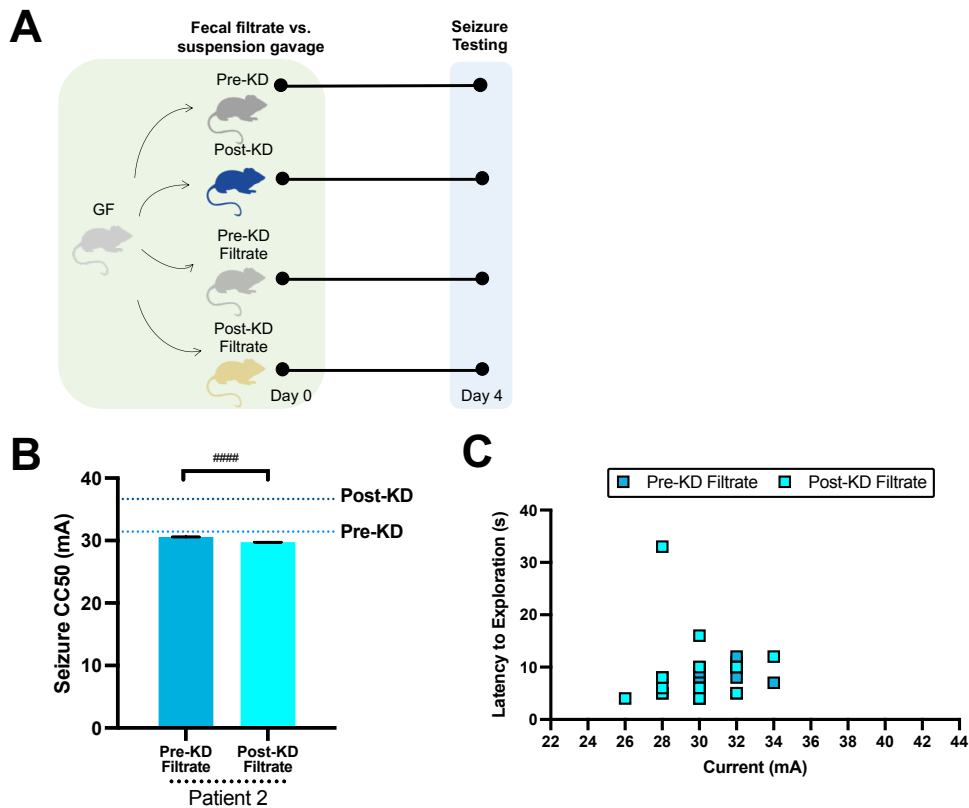 A
Fecal filtrate vs.
suspension gavage
Seizure
Testing
Pre-KD
Post-KD
GF
Pre-KD
Filtrate
Post-KD
Filtrate
Day 0
Day 4
B
####
40
30
20
10
0
Seizure CC50 (mA)
Post-KD
Pre-KD
Pre-KD
Filtrate
Post-KD
Filtrate
Patient 2
C
Pre-KD Filtrate
Post-KD Filtrate
Latency to Exploration (s)
40
30
20
10
0
22 24 26 28 30 32 34 36 38 40 42 44
Current (mA)